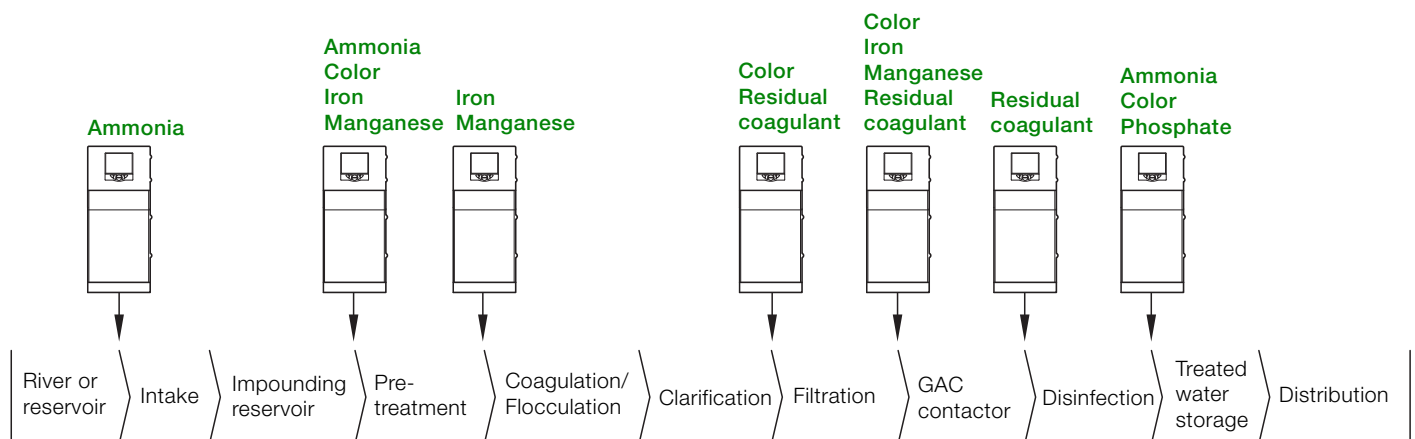 Ammonia
Ammonia
Color
Iron
Manganese
Iron
Manganese
Color
Residual
coagulant
Color
Iron
Manganese
Residual
coagulant
Residual
coagulant
Ammonia
Color
Phosphate
River or
reservoir
Intake
Impounding
reservoir
Pre-
treatment
Coagulation/
Flocculation
Clarification
Filtration
GAC
contactor
Disinfection
Treated
water
storage
Distribution